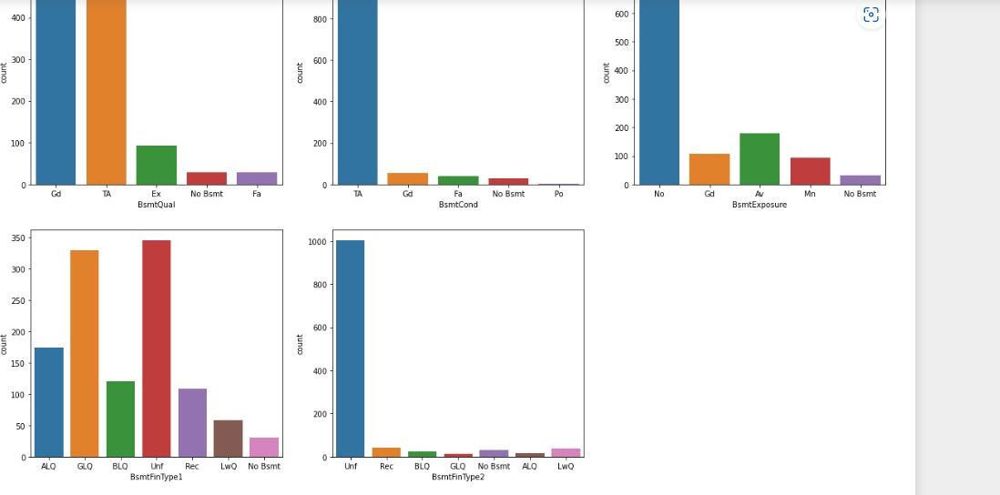 400
300
200
100
0
count
Gd TA Ex No Bsmt Fa
BsmtQual
800
600
400
200
0
count
TA Gd Fa No Bsmt Po
BsmtCond
600
500
400
300
200
100
0
count
No Gd Av Mn No Bsmt
BsmtExposure
350
300
250
200
150
100
50
0
count
ALQ GLQ BLQ Unf Rec LwQ No Bsmt
BsmtFinType1
1000
800
600
400
200
0
count
Unf Rec BLQ GLQ No Bsmt ALQ LwQ
BsmtFinType2